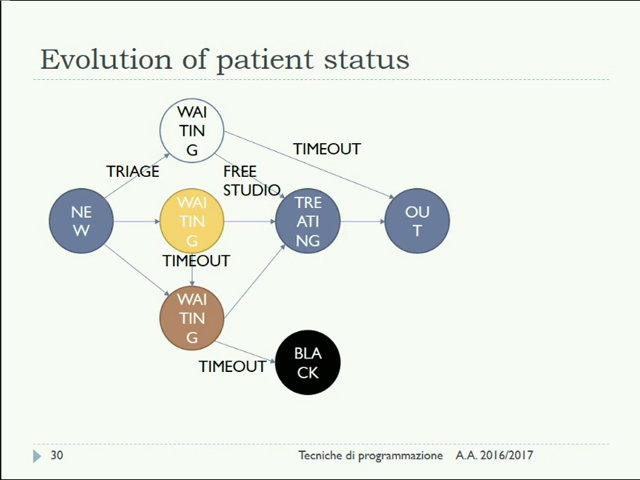 Evolution of patient status
WAI
TIN
G
TIMEOUT
TRIAGE
FREE
STUDIO
NE
W
WAI
TIN
G
TRE
ATI
NG
OU
T
TIMEOUT
WAI
TIN
G
TIMEOUT
BLA
CK
30
Tecniche di programmazione A.A. 2016/2017